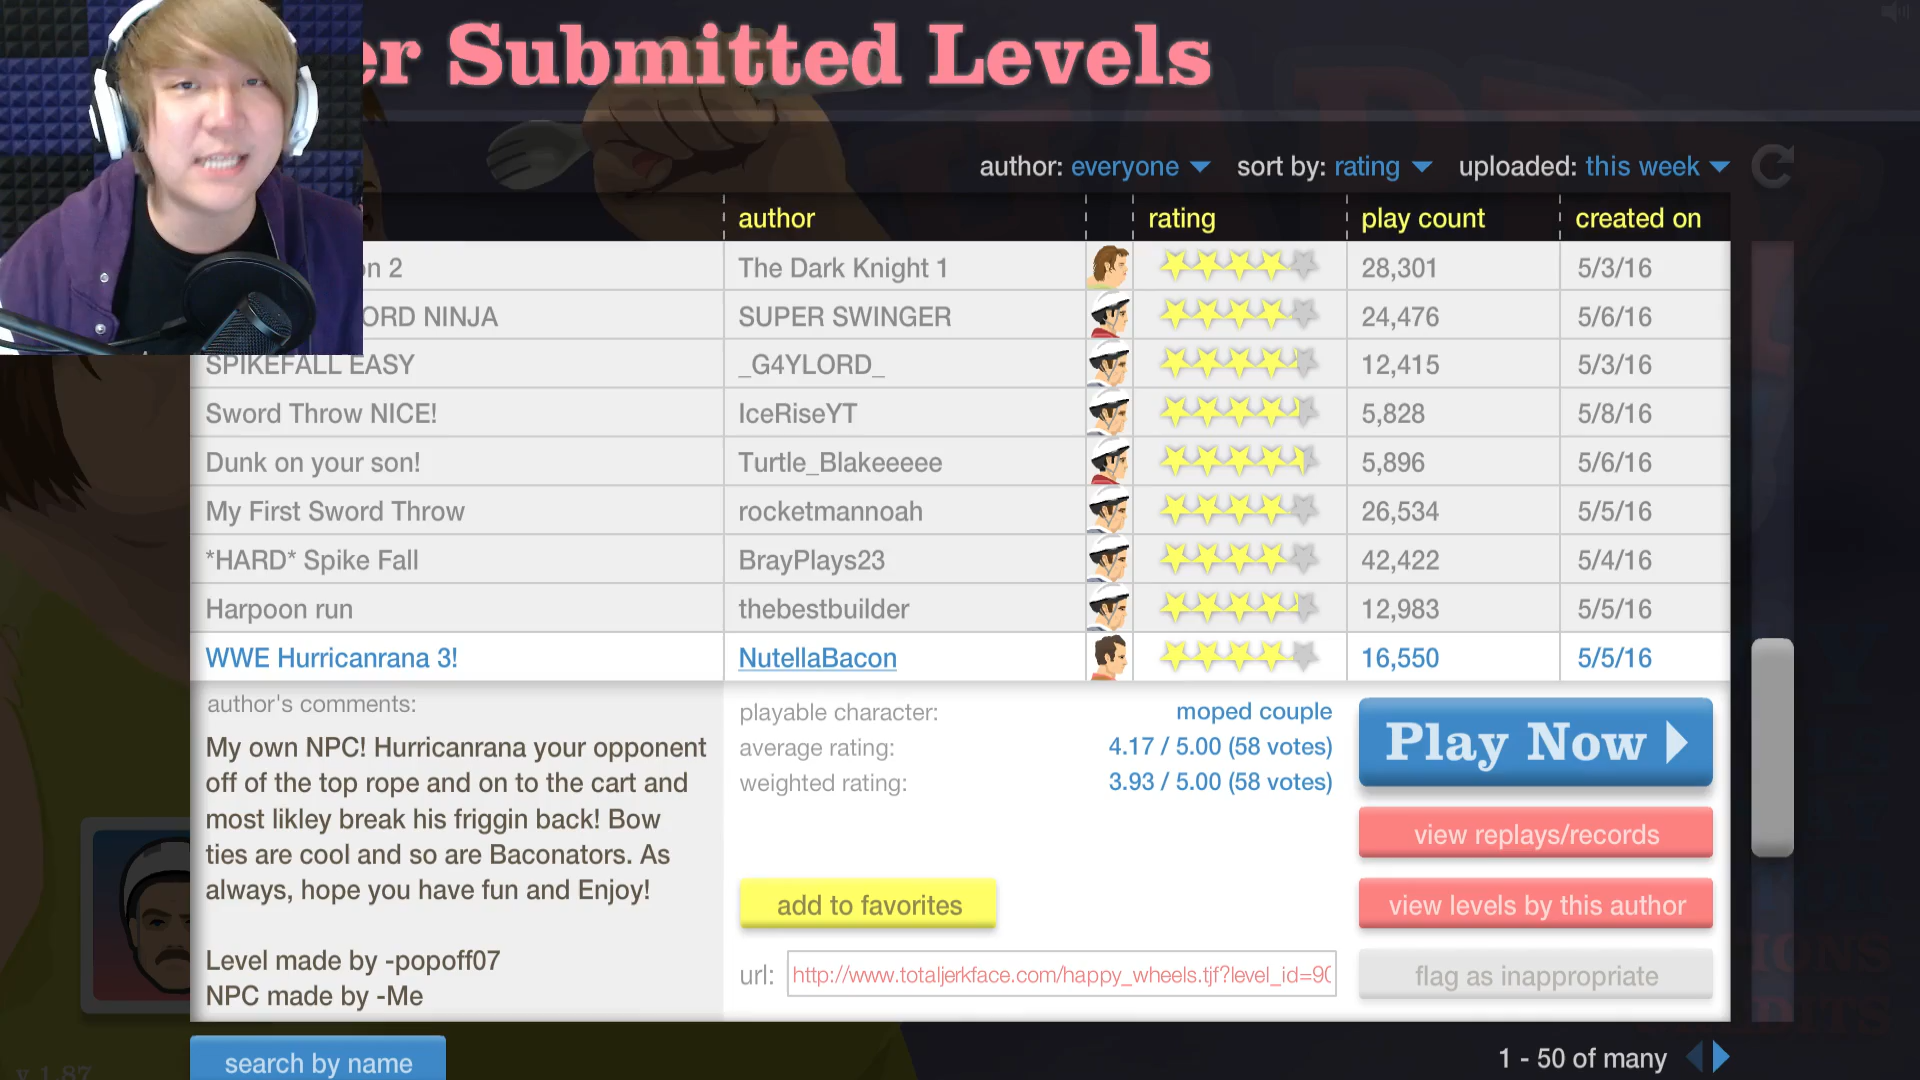 er Submitted Levels
author: everyone sort by: rating uploaded: this week
author rating play count created on
on 2 The Dark Knight 1 28,301 5/3/16
ORD NINJA SUPER SWINGER 24,476 5/6/16
SPIKEFALL EASY _G4YLORD_ 12,415 5/3/16
Sword Throw NICE! IceRiseYT 5,828 5/8/16
Dunk on your son! Turtle_Blakeeeee 5,896 5/6/16
My First Sword Throw rocketmannoah 26,534 5/5/16
*HARD* Spike Fall BrayPlays23 42,422 5/4/16
Harpoon run thebestbuilder 12,983 5/5/16
WWE Hurricanrana 3! NutellaBacon 16,550 5/5/16
author's comments:
My own NPC! Hurricanrana your opponent
off of the top rope and on to the cart and
most likley break his friggin back! Bow
ties are cool and so are Baconators. As
always, hope you have fun and Enjoy!
Level made by -popoff07
NPC made by -Me
playable character: moped couple
average rating: 4.17 / 5.00 (58 votes)
weighted rating: 3.93 / 5.00 (58 votes)
add to favorites
url: http://www.totaljerkface.com/happy_wheels.tjf?level_id=90
Play Now
view replays/records
view levels by this author
flag as inappropriate
search by name
1 - 50 of many
v 1.87